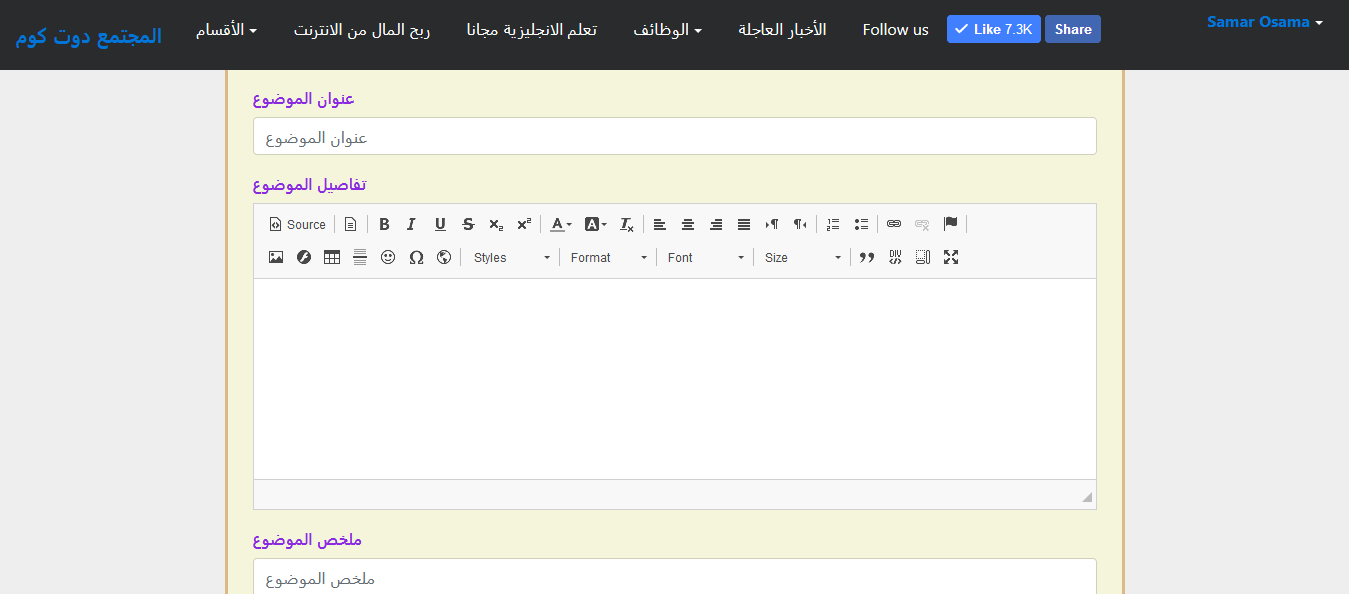 المجتمع دوت كوم الأقسام ربح المال من الانترنت تعلم الانجليزية مجانا الوظائف الأخبار العاجلة Follow us Like 7.3K Share Samar Osama
عنوان الموضوع
عنوان الموضوع
تفاصيل الموضوع
Source
Styles Format Font Size
ملخص الموضوع
ملخص الموضوع